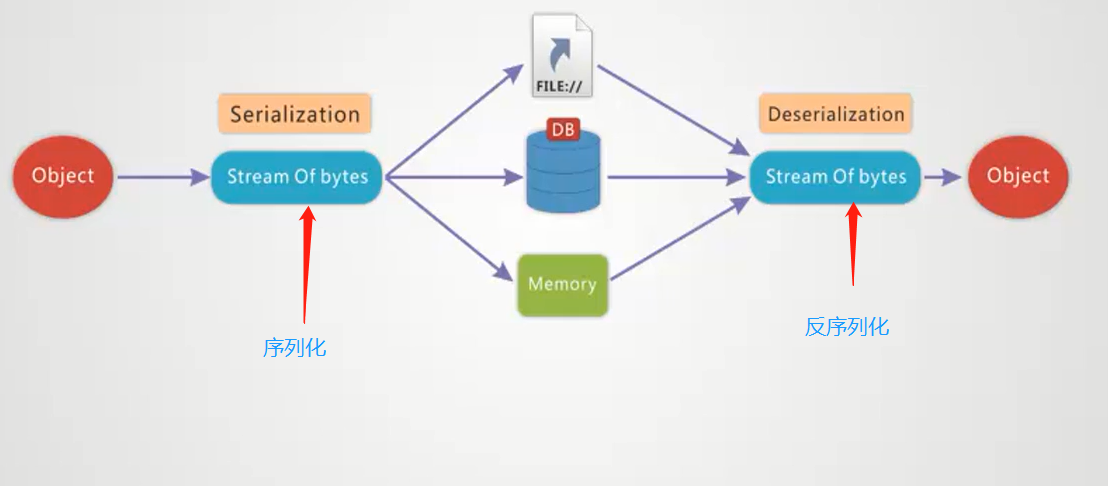 FILE://
Serialization
DB
Deserialization
Object
Stream Of bytes
Stream Of bytes
Object
Memory
序列化
反序列化